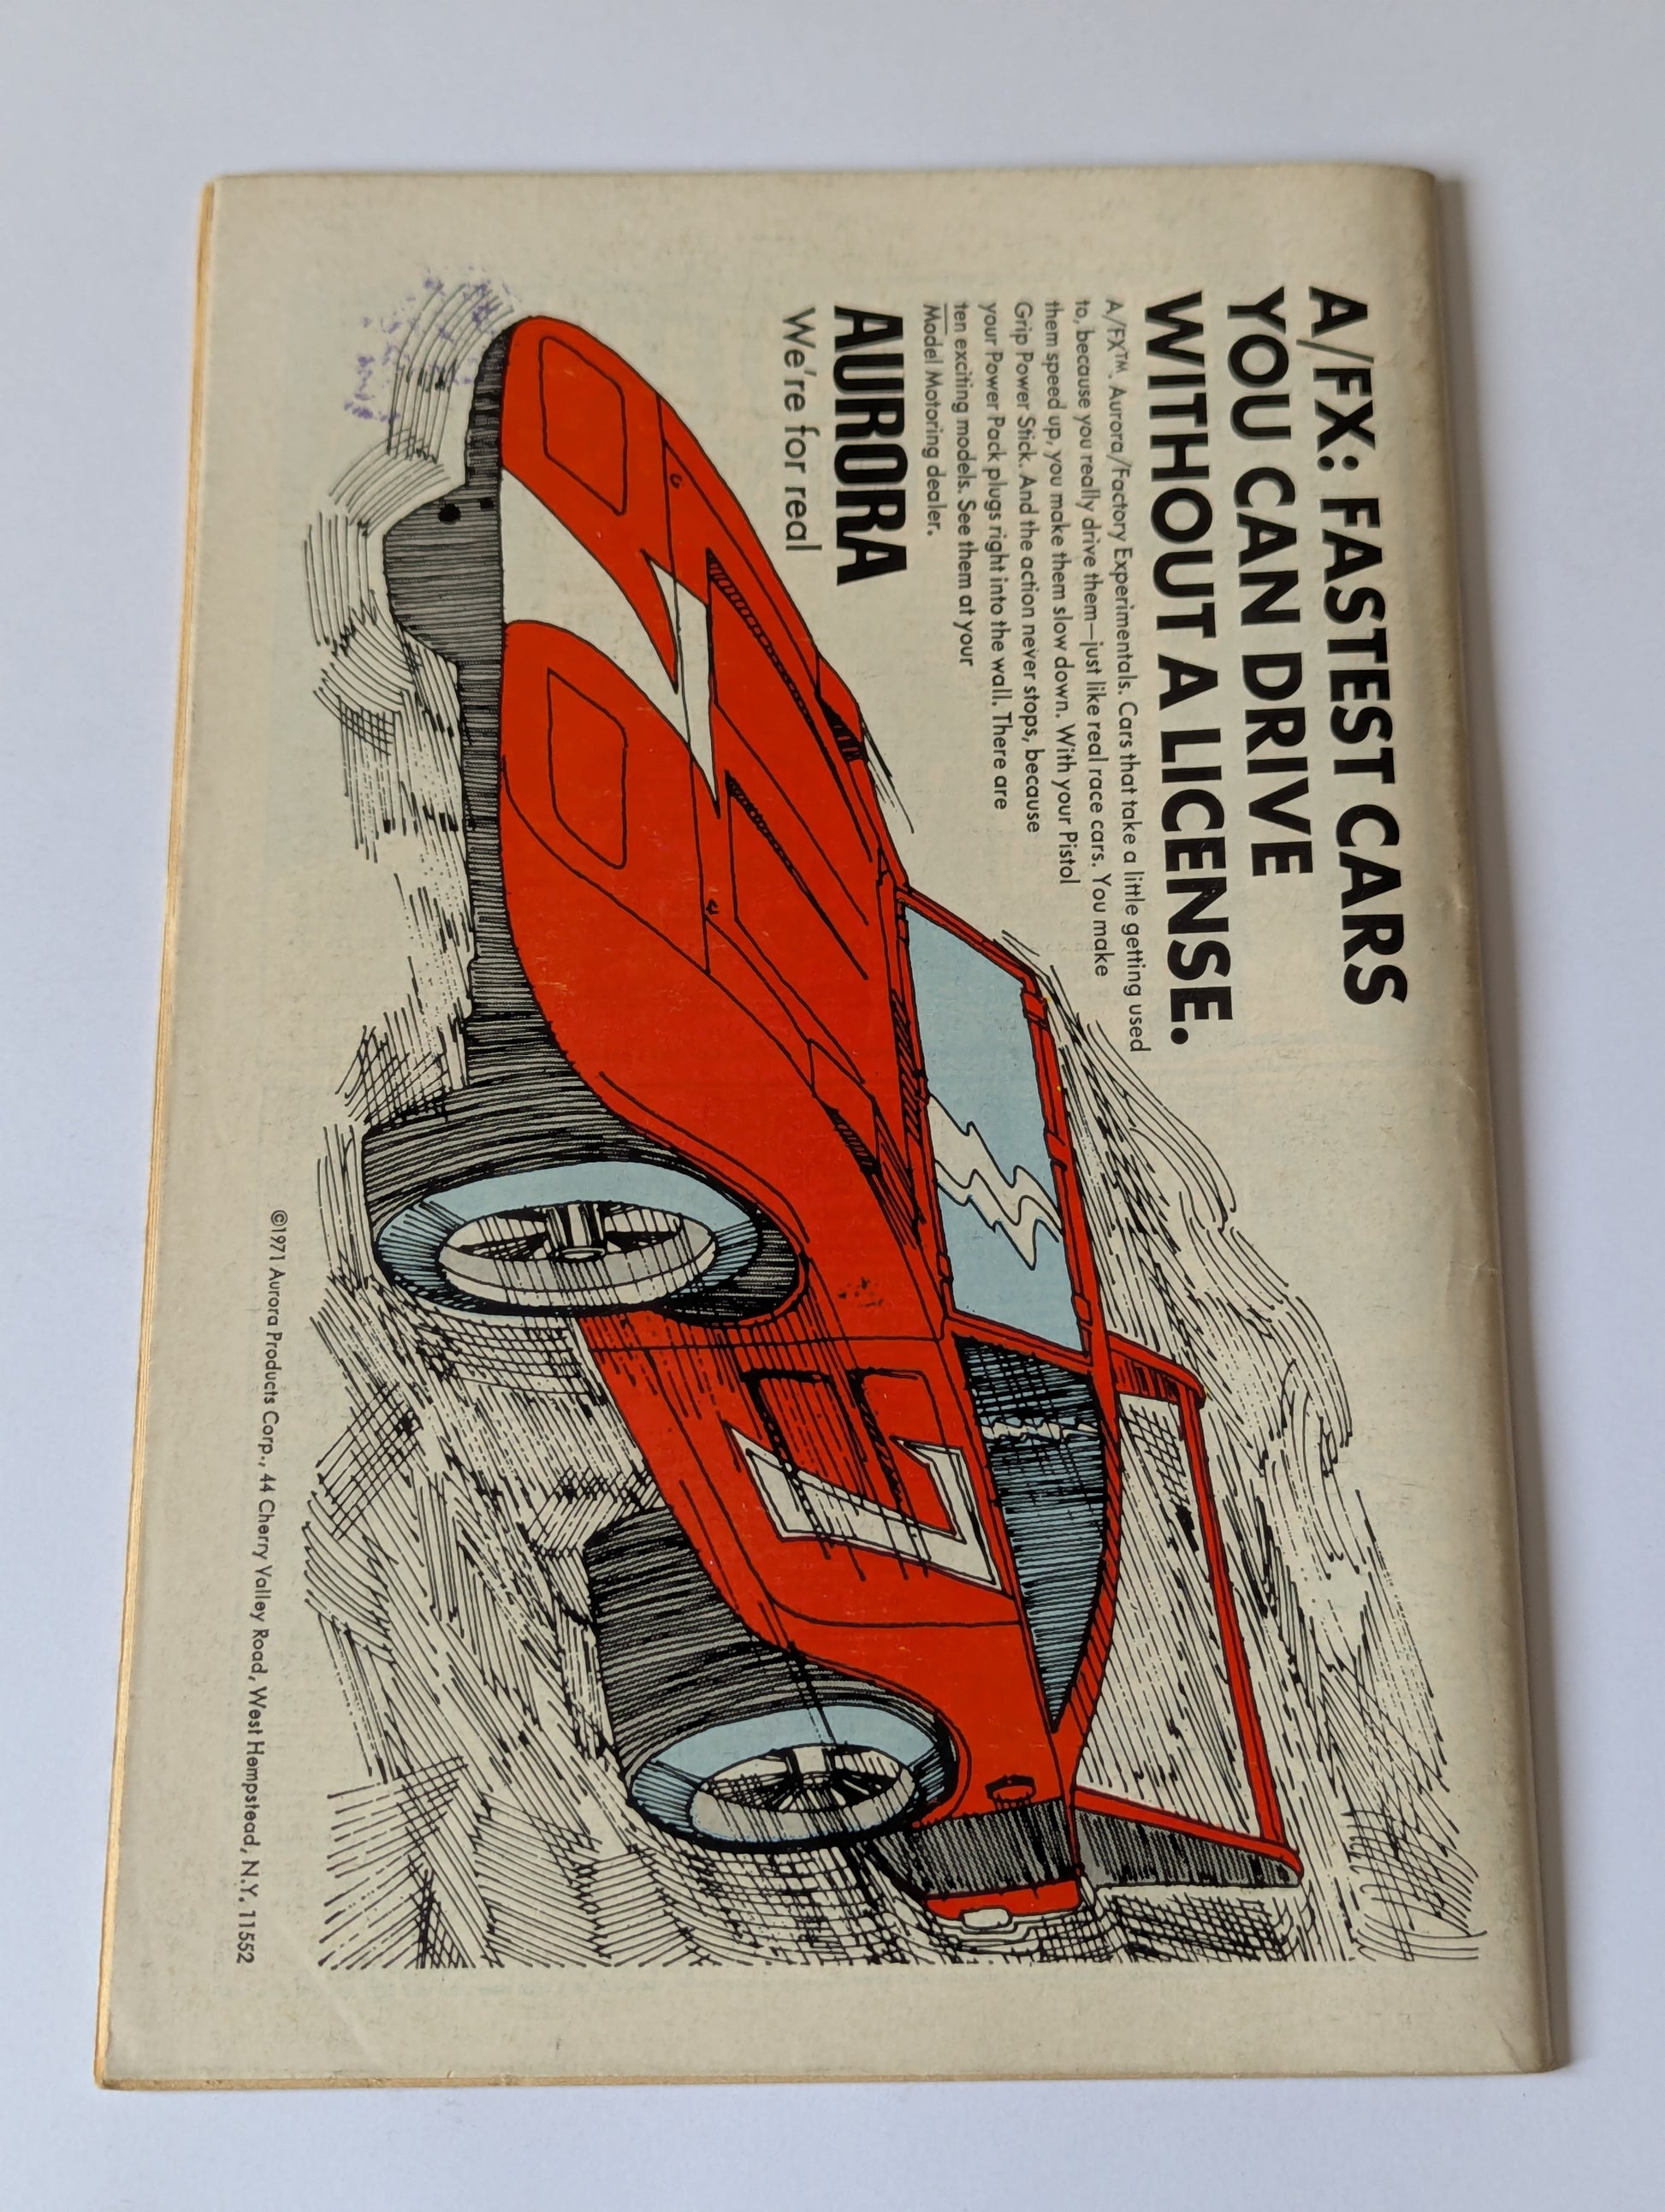 A/FX: FASTEST CARS
YOU CAN DRIVE
WITHOUT A LICENSE.
A/FX™. Aurora/Factory Experimentals. Cars that take a little getting used
to, because you really drive them—just like real race cars. You make
them speed up, you make them slow down. With your Pistol
Grip Power Stick. And the action never stops, because
your Power Pack plugs right into the wall. There are
ten exciting models. See them at your
Model Motoring dealer.
AURORA
We're for real
©1971 Aurora Products Corp., 44 Cherry Valley Road, West Hempstead, N.Y. 11552